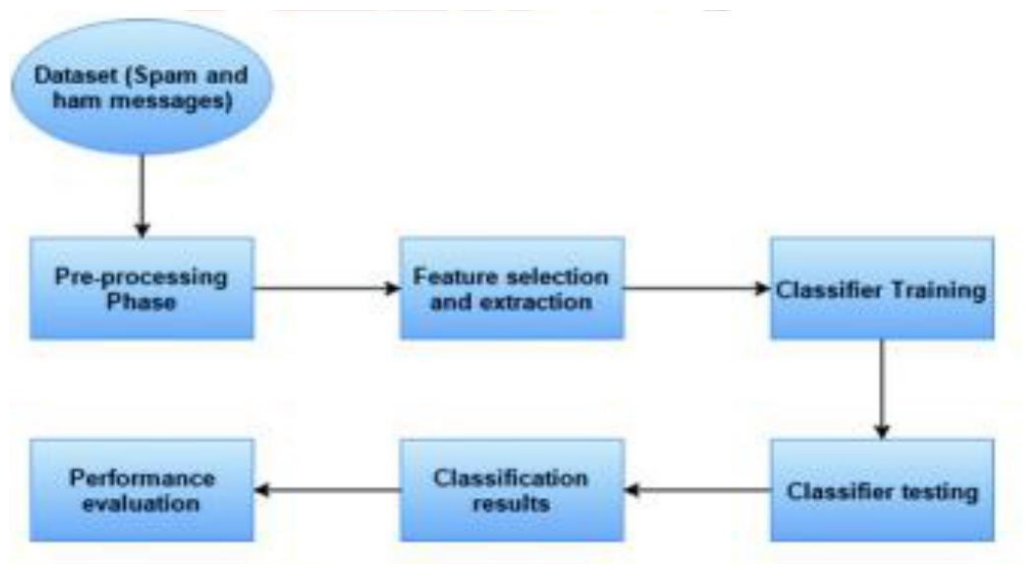 Dataset (Spam and
ham messages)
Pre-processing
Phase
Feature selection
and extraction
Classifier Training
Classifier testing
Classification
results
Performance
evaluation